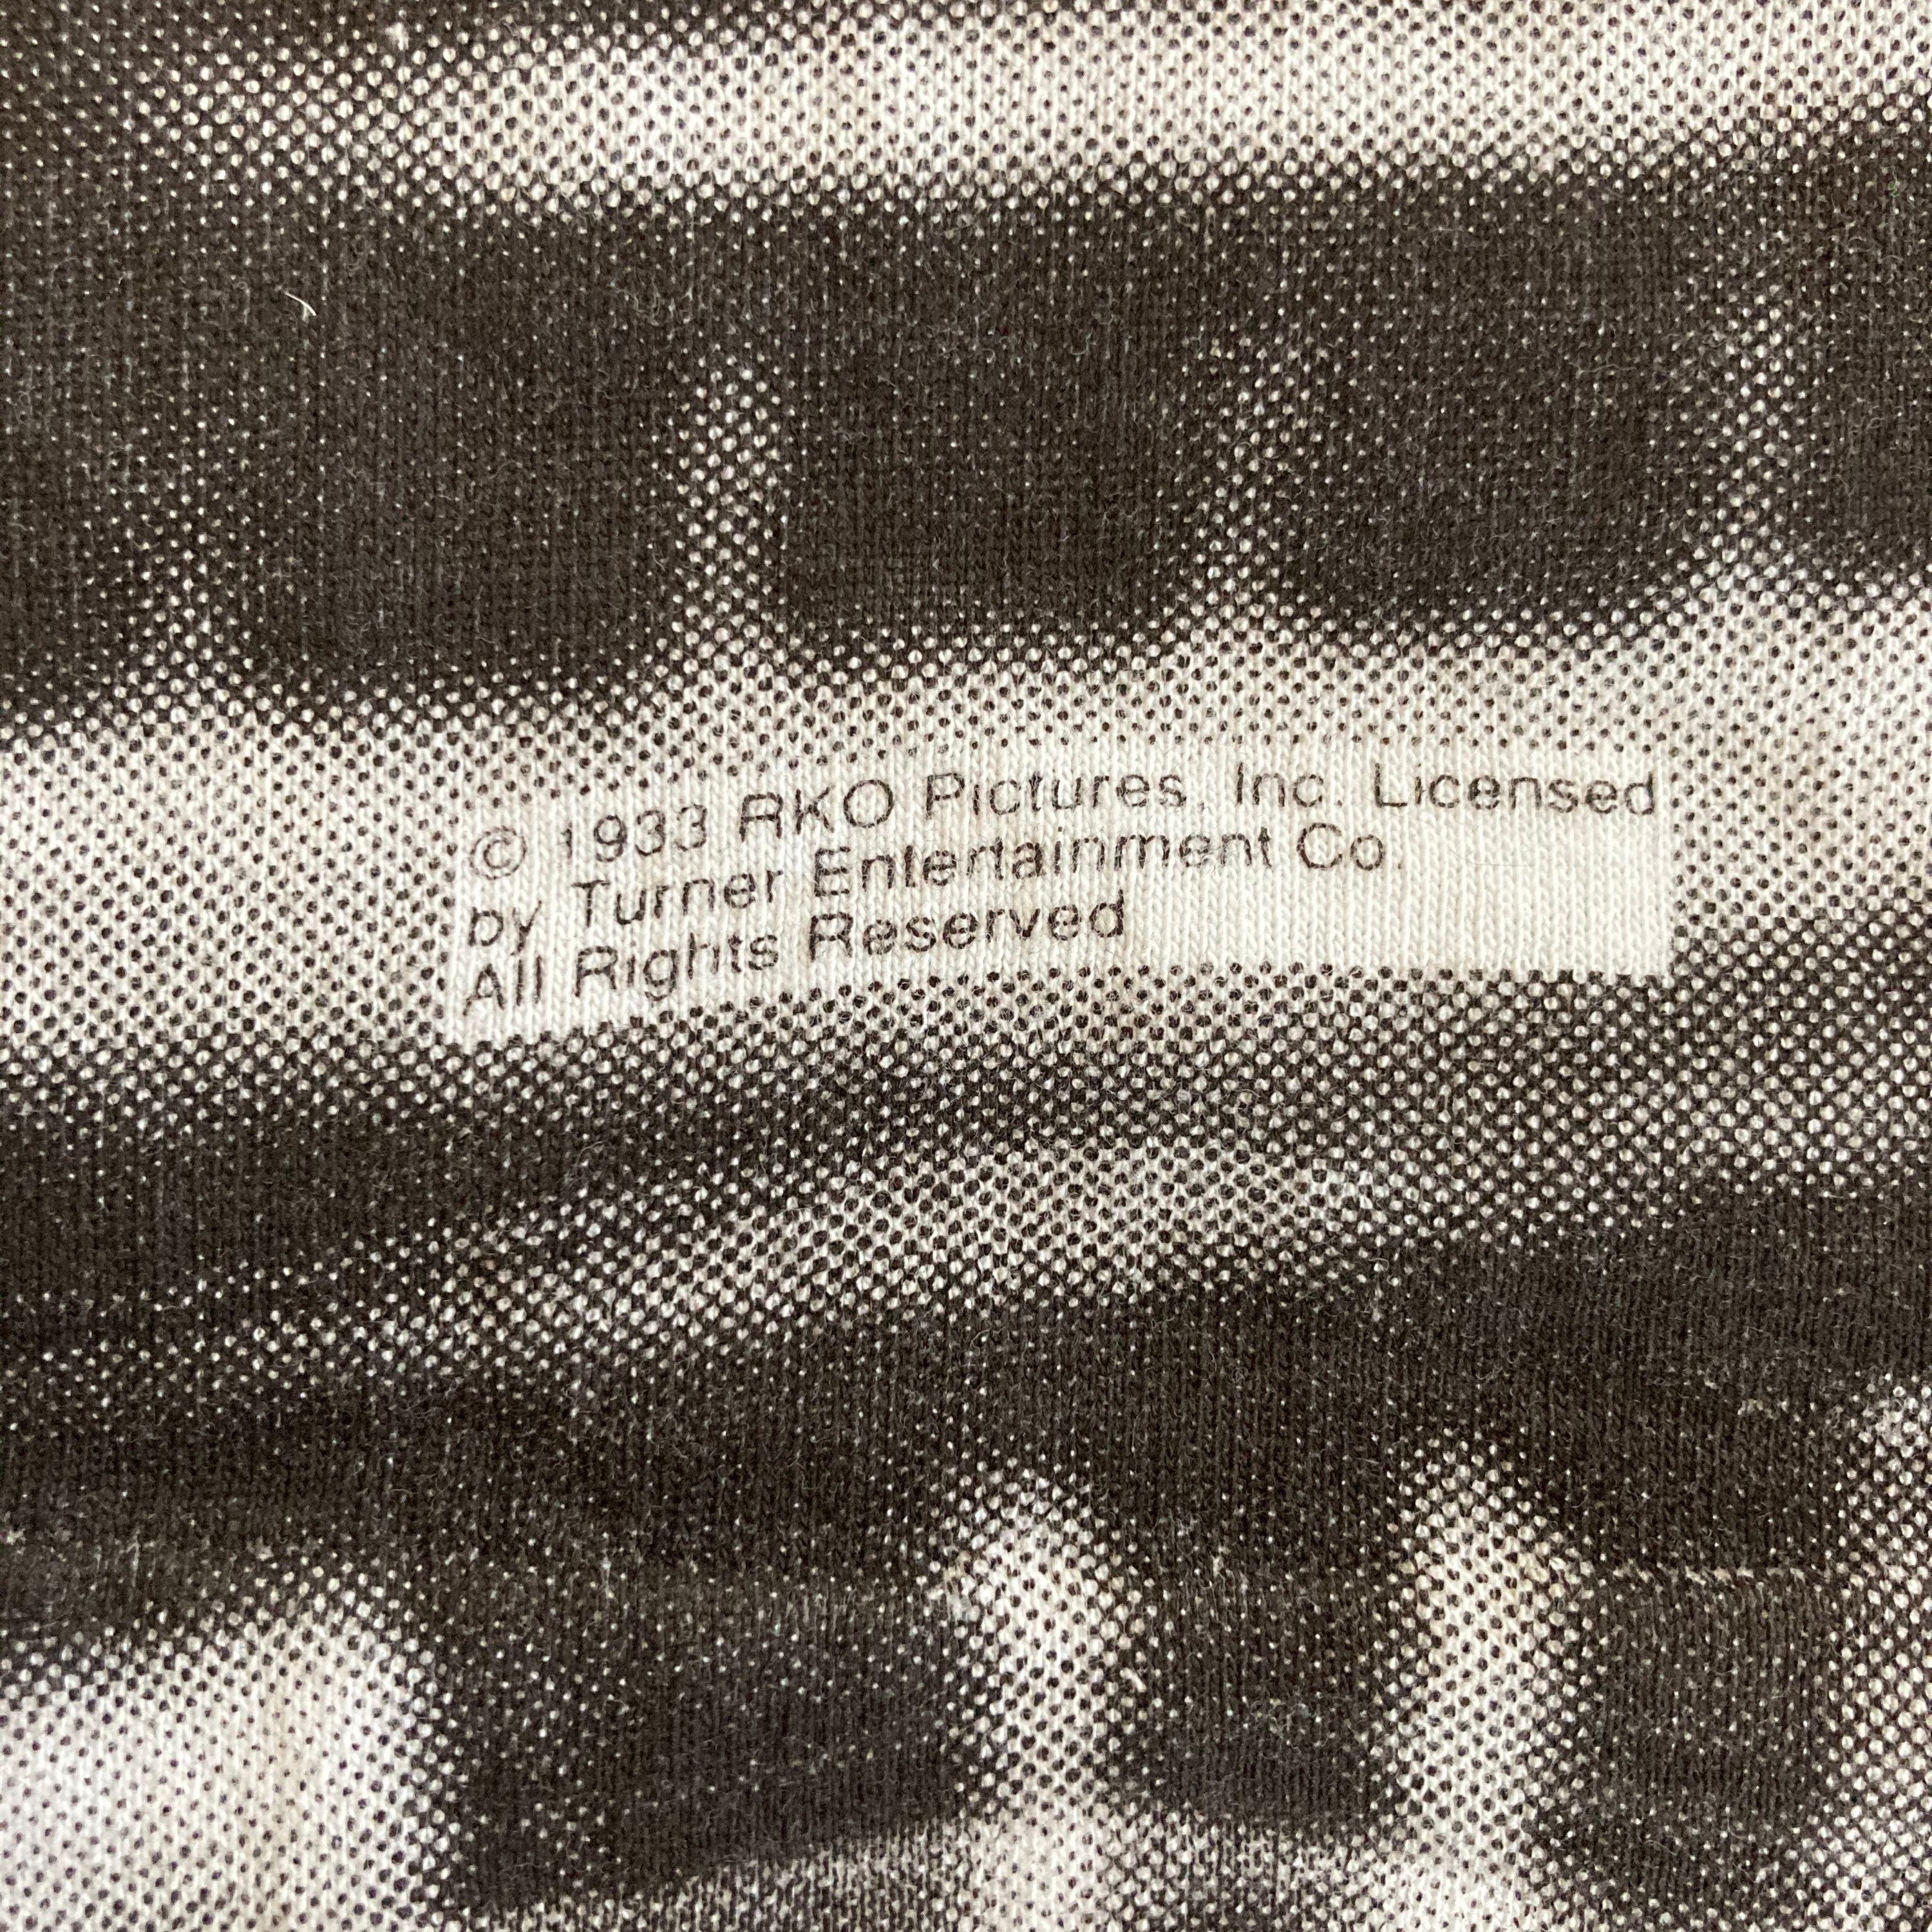 © 1933 RKO Pictures, Inc. Licensed
by Turner Entertainment Co.
All Rights Reserved